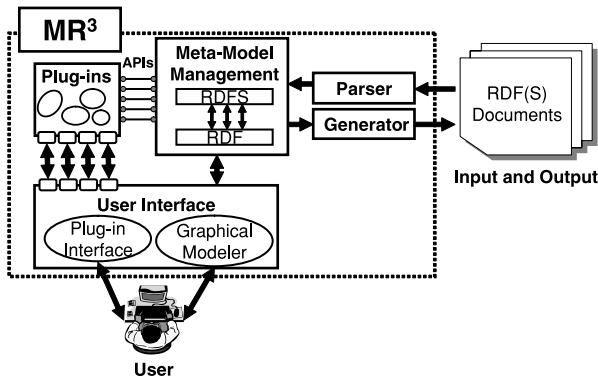 MR³
APIs
Plug-ins
Meta-Model
Management
RDFS
RDF
Parser
Generator
RDF(S)
Documents
Input and Output
User Interface
Plug-in
Interface
Graphical
Modeler
User